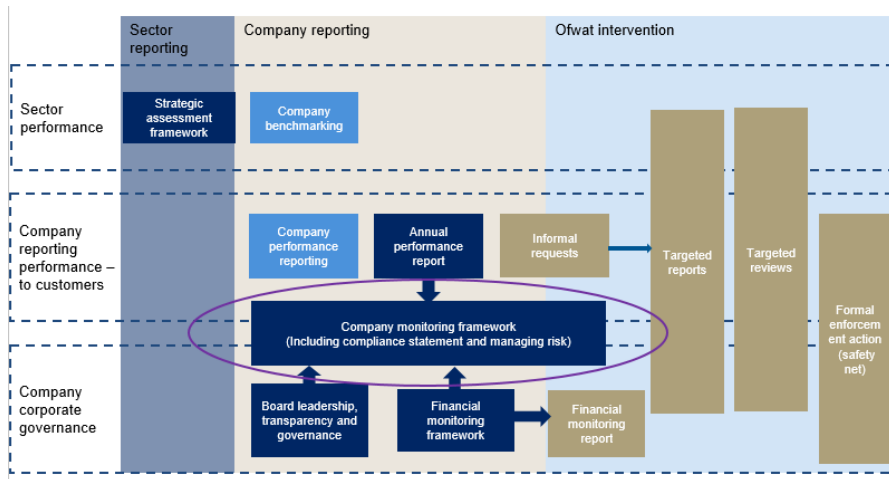 Sector
reporting
Company reporting
Ofwat intervention
Sector
performance
Strategic
assessment
framework
Company
benchmarking
Company
reporting
performance –
to customers
Company
performance
reporting
Annual
performance
report
Informal
requests
Targeted
reports
Targeted
reviews
Formal
enforcem
ent action
(safety
net)
Company monitoring framework
(Including compliance statement and managing risk)
Company
corporate
governance
Board leadership,
transparency and
governance
Financial
monitoring
framework
Financial
monitoring
report